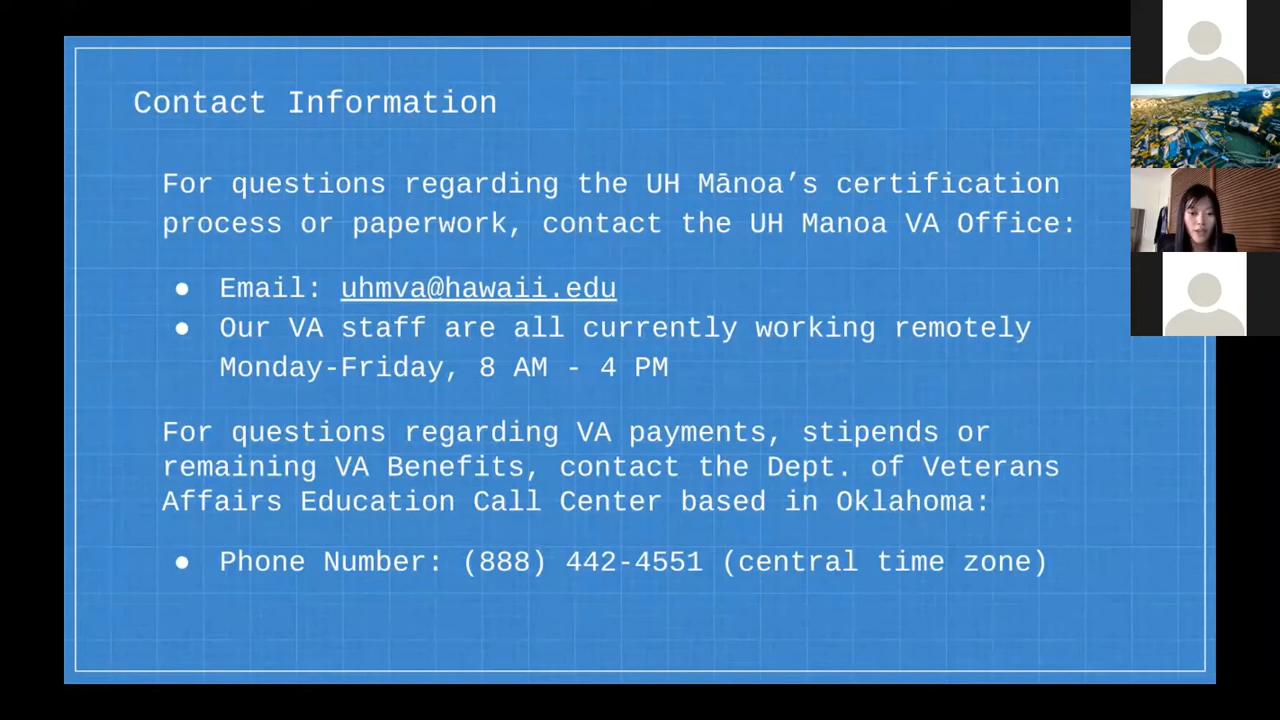 Contact Information
For questions regarding the UH Mānoa’s certification
process or paperwork, contact the UH Manoa VA Office:
● Email: uhmva@hawaii.edu
● Our VA staff are all currently working remotely
Monday-Friday, 8 AM - 4 PM
For questions regarding VA payments, stipends or
remaining VA Benefits, contact the Dept. of Veterans
Affairs Education Call Center based in Oklahoma:
● Phone Number: (888) 442-4551 (central time zone)